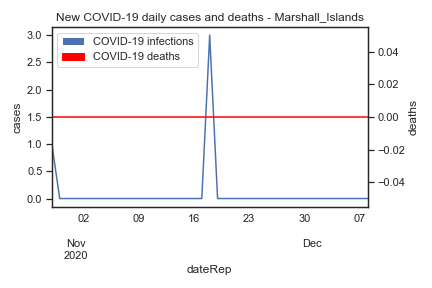 New COVID-19 daily cases and deaths - Marshall_Islands
COVID-19 infections
COVID-19 deaths
cases
3.0
2.5
2.0
1.5
1.0
0.5
0.0
deaths
0.04
0.02
0.00
−0.02
−0.04
02 09 16 23 30 07
Nov Dec
2020
dateRep